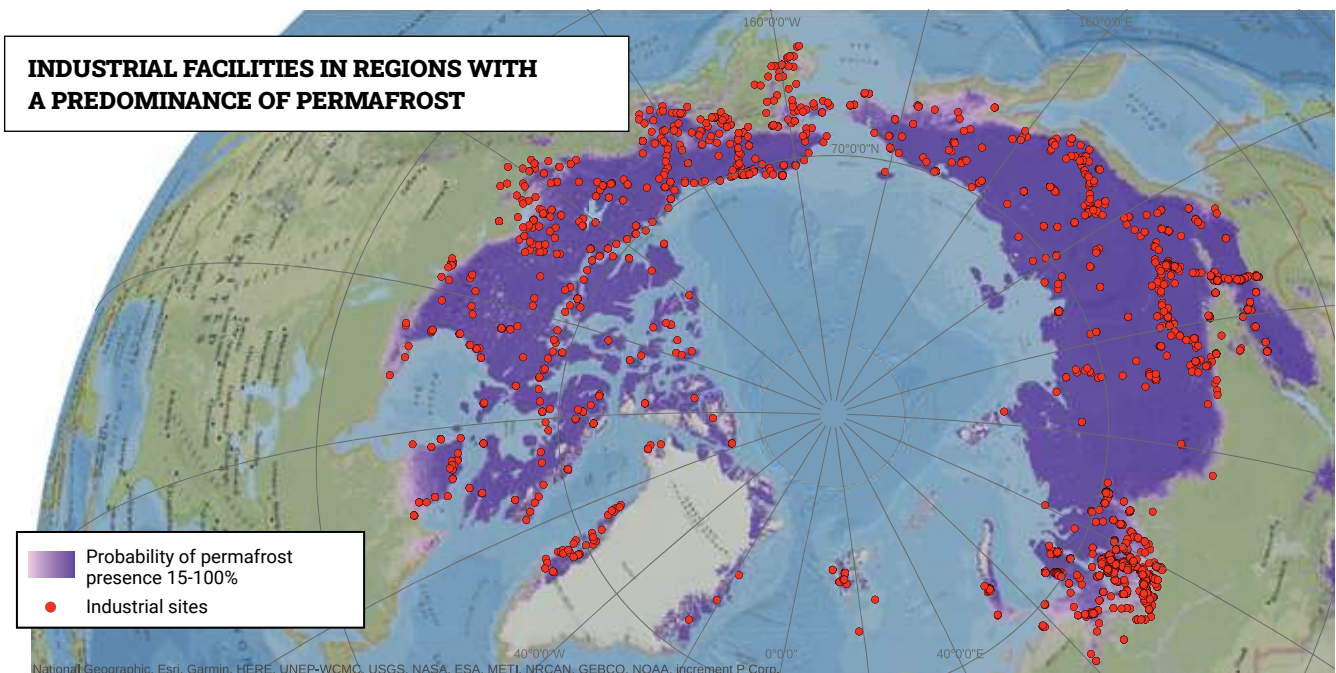 160°0'0"W
160°0'0"E
INDUSTRIAL FACILITIES IN REGIONS WITH
A PREDOMINANCE OF PERMAFROST
70°0'0"N
Probability of permafrost
presence 15-100%
Industrial sites
40°0'0"W
0°0'0"
40°0'0"E
National Geographic, Esri, Garmin, HERE, UNEP-WCMC, USGS, NASA, ESA, METI, NRCAN, GEBCO, NOAA, increment P Corp.